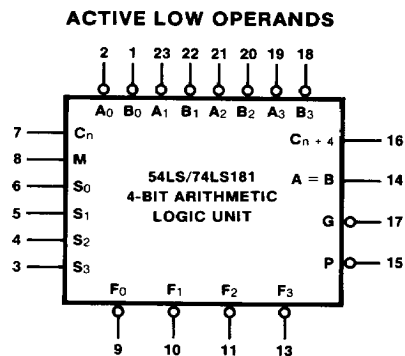 ACTIVE LOW OPERANDS
2 1 23 22 21 20 19 18
A0 B0 A1 B1 A2 B2 A3 B3
7 Cn
Cn + 4 16
8 M
6 S0
54LS/74LS181
4-BIT ARITHMETIC
LOGIC UNIT
A = B 14
5 S1
G 17
4 S2
P 15
3 S3
F0 F1 F2 F3
9 10 11 13